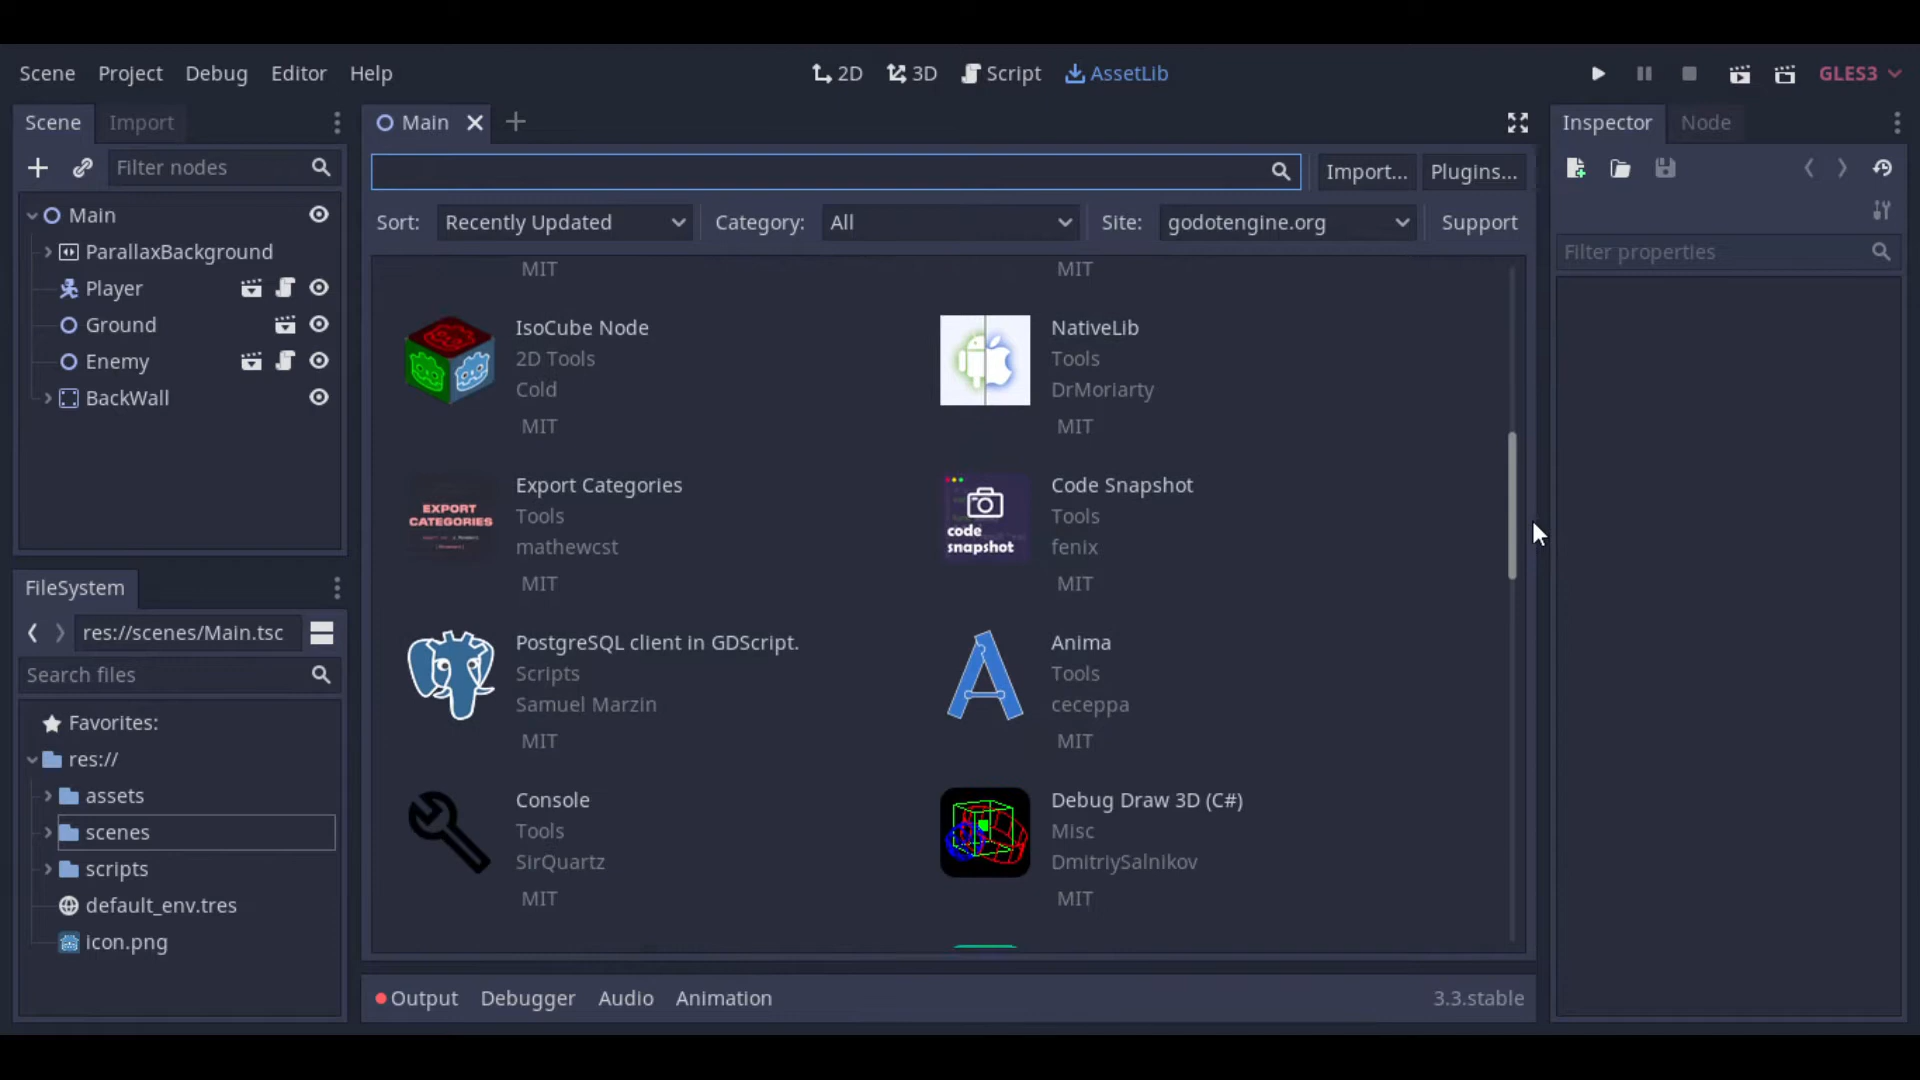 Scene Project Debug Editor Help
2D 3D Script AssetLib
GLES3
Scene Import
Filter nodes
Main
ParallaxBackground
Player
Ground
Enemy
BackWall
FileSystem
res://scenes/Main.tsc
Search files
Favorites:
res://
assets
scenes
scripts
default_env.tres
icon.png
Main
Import... Plugins...
Sort: Recently Updated Category: All Site: godotengine.org Support
MIT
MIT
IsoCube Node
2D Tools
Cold
MIT
NativeLib
Tools
DrMoriarty
MIT
EXPORT
CATEGORIES
Export Categories
Tools
mathewcst
MIT
code
snapshot
Code Snapshot
Tools
fenix
MIT
PostgreSQL client in GDScript.
Scripts
Samuel Marzin
MIT
Anima
Tools
ceceppa
MIT
Console
Tools
SirQuartz
MIT
Debug Draw 3D (C#)
Misc
DmitriySalnikov
MIT
Output Debugger Audio Animation
3.3.stable
Inspector Node
Filter properties